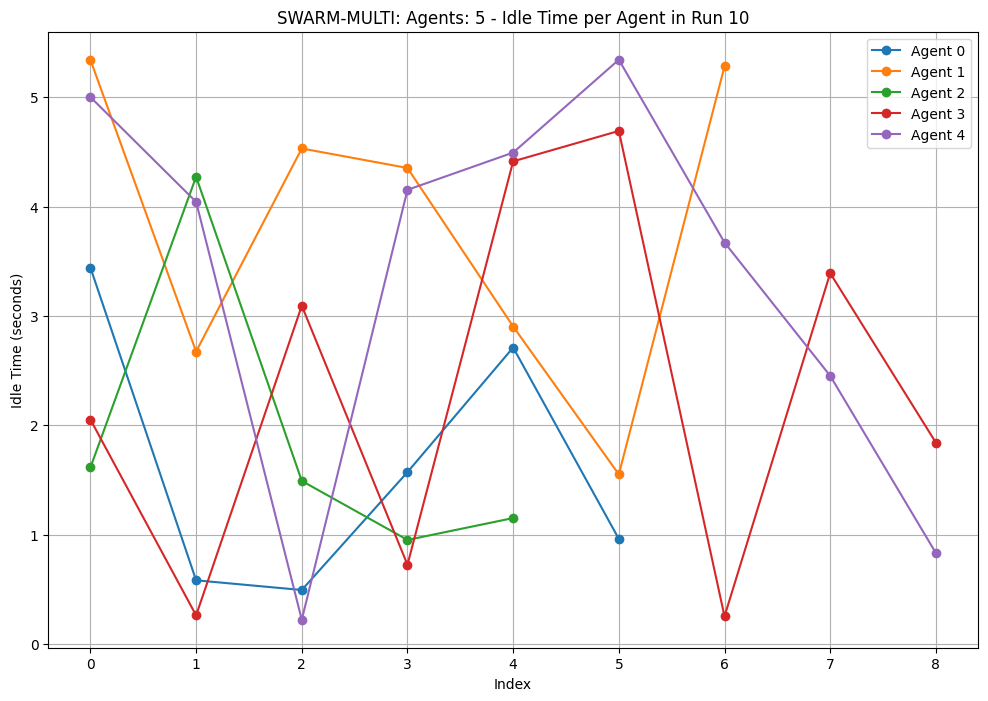 SWARM-MULTI: Agents: 5 - Idle Time per Agent in Run 10
Agent 0
Agent 1
Agent 2
Agent 3
Agent 4
Idle Time (seconds)
5
4
3
2
1
0
0 1 2 3 4 5 6 7 8
Index